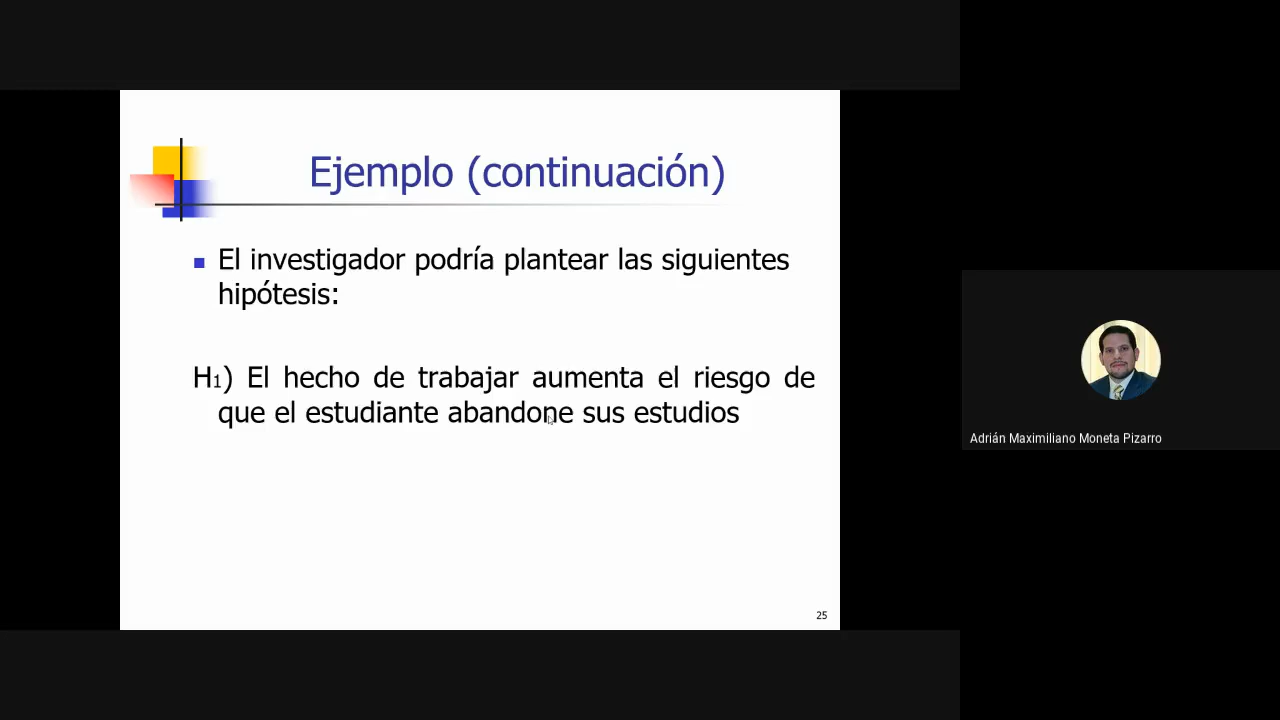 Ejemplo (continuación)
El investigador podría plantear las siguientes
hipótesis:
H1) El hecho de trabajar aumenta el riesgo de
que el estudiante abandone sus estudios
25
Adrián Maximiliano Moneta Pizarro